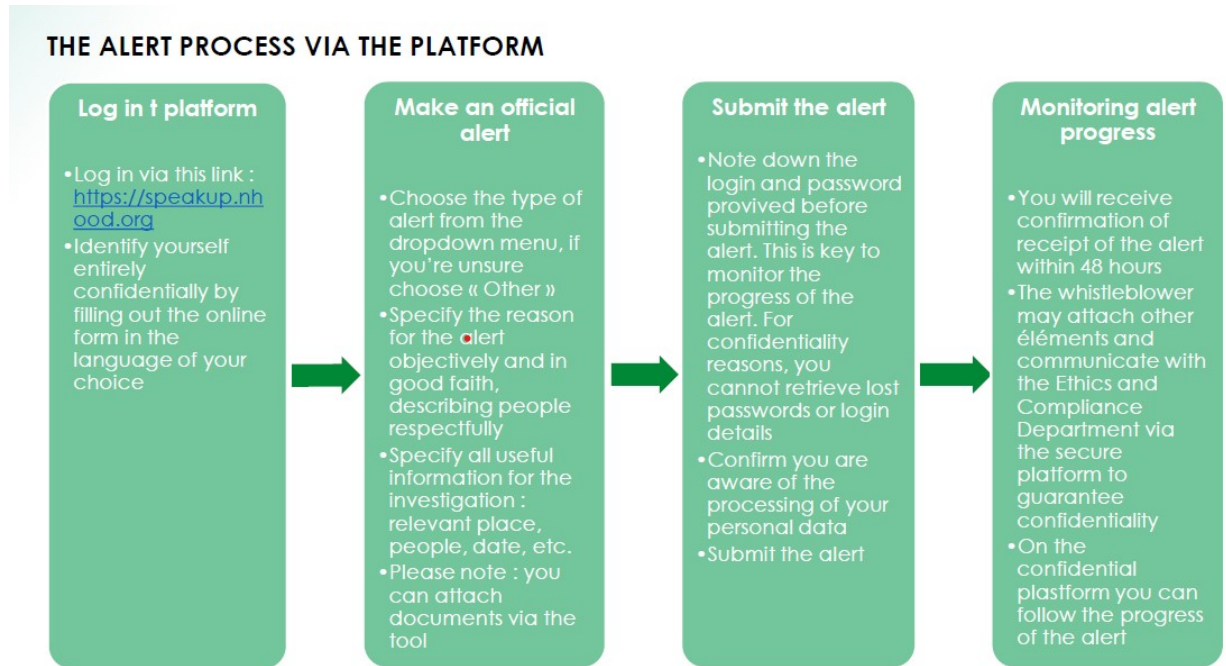 THE ALERT PROCESS VIA THE PLATFORM
Log in t platform
•Log in via this link :
https://speakup.nh
ood.org
•Identify yourself
entirely
confidentially by
filling out the online
form in the
language of your
choice
Make an official
alert
•Choose the type of
alert from the
dropdown menu, if
you’re unsure
choose « Other »
•Specify the reason
for the alert
objectively and in
good faith,
describing people
respectfully
•Specify all useful
information for the
investigation :
relevant place,
people, date, etc.
•Please note : you
can attach
documents via the
tool
Submit the alert
•Note down the
login and password
provived before
submitting the
alert. This is key to
monitor the
progress of the
alert. For
confidentiality
reasons, you
cannot retrieve lost
passwords or login
details
•Confirm you are
aware of the
processing of your
personal data
•Submit the alert
Monitoring alert
progress
•You will receive
confirmation of
receipt of the alert
within 48 hours
•The whistleblower
may attach other
éléments and
communicate with
the Ethics and
Compliance
Department via
the secure
platform to
guarantee
confidentiality
•On the
confidential
plastform you can
follow the progress
of the alert